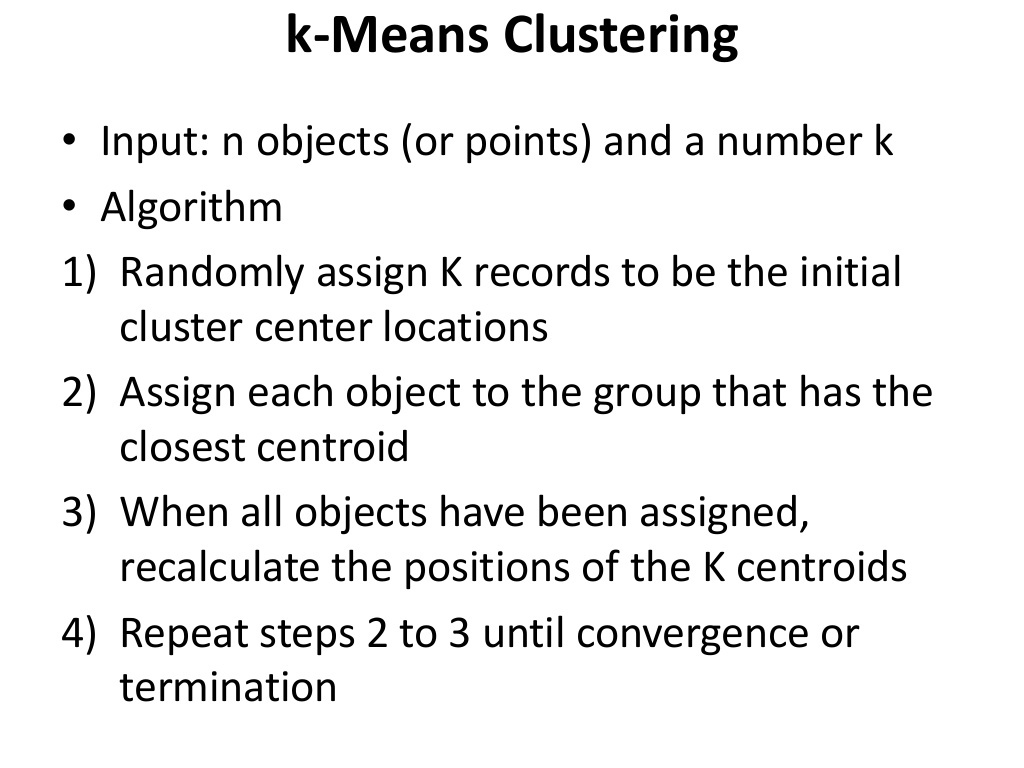 k-Means Clustering
• Input: n objects (or points) and a number k
• Algorithm
1) Randomly assign K records to be the initial
cluster center locations
2) Assign each object to the group that has the
closest centroid
3) When all objects have been assigned,
recalculate the positions of the K centroids
4) Repeat steps 2 to 3 until convergence or
termination